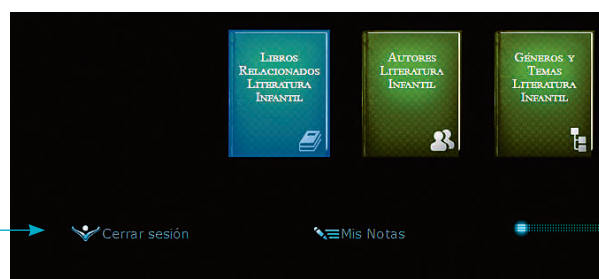 LIBROS
RELACIONADOS
LITERATURA
INFANTIL
AUTORES
LITERATURA
INFANTIL
GÉNEROS Y
TEMAS
LITERATURA
INFANTIL
Cerrar sesión
Mis Notas